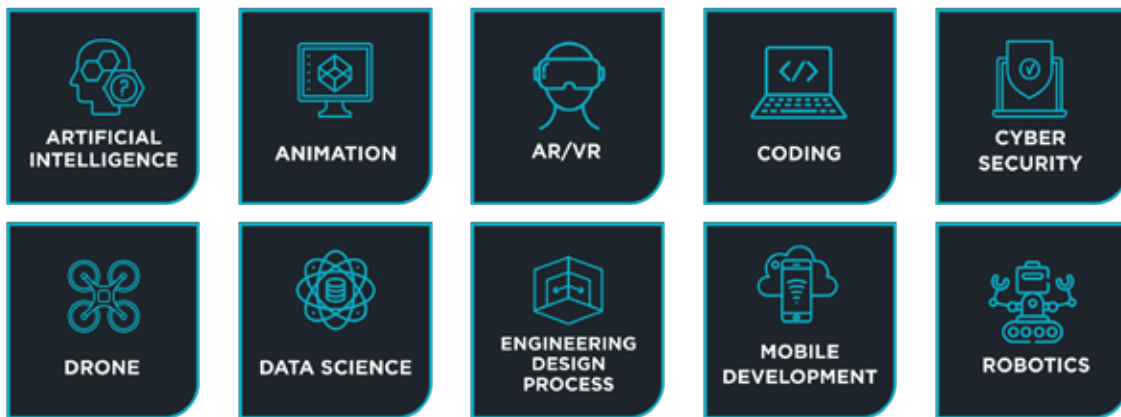 ARTIFICIAL
INTELLIGENCE
ANIMATION
AR/VR
</>
CODING
CYBER
SECURITY
DRONE
DATA SCIENCE
ENGINEERING
DESIGN
PROCESS
MOBILE
DEVELOPMENT
ROBOTICS